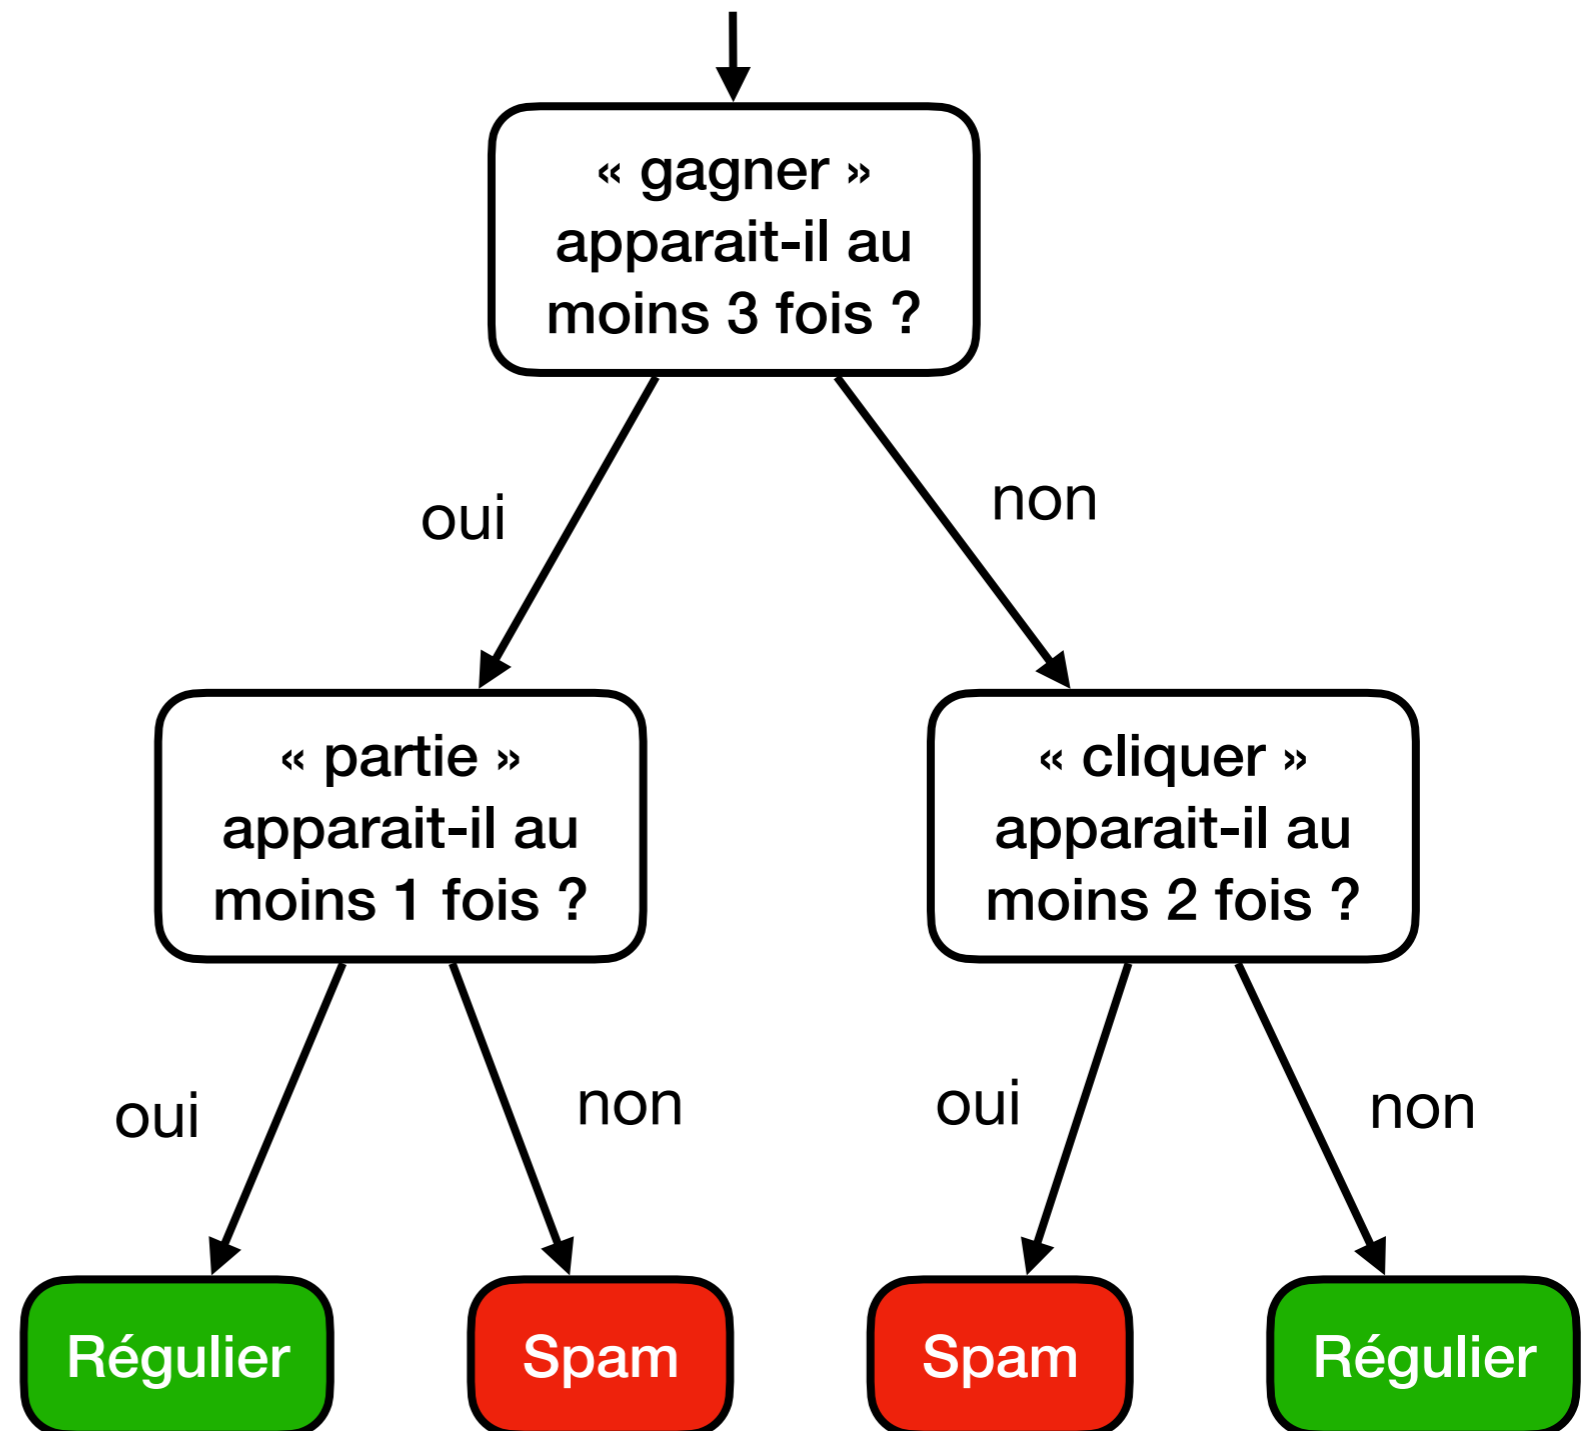 « gagner »
apparait-il au
moins 3 fois ?
oui
non
« partie »
apparait-il au
moins 1 fois ?
« cliquer »
apparait-il au
moins 2 fois ?
oui
non
oui
non
Régulier
Spam
Spam
Régulier